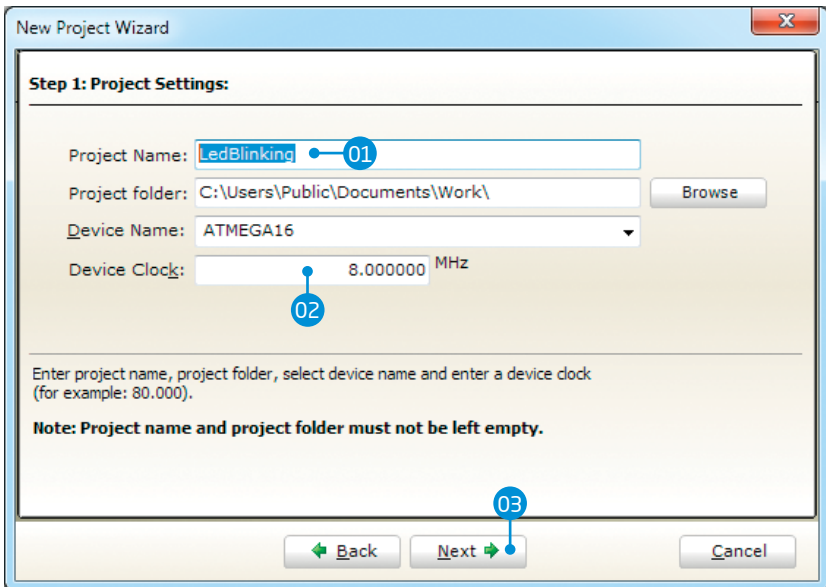 New Project Wizard
Step 1: Project Settings:
Project Name: LedBlinking 01
Project folder: C:\Users\Public\Documents\Work\ Browse
Device Name: ATMEGA16
Device Clock: 8.000000 MHz
02
Enter project name, project folder, select device name and enter a device clock
(for example: 80.000).
Note: Project name and project folder must not be left empty.
03
Back Next Cancel